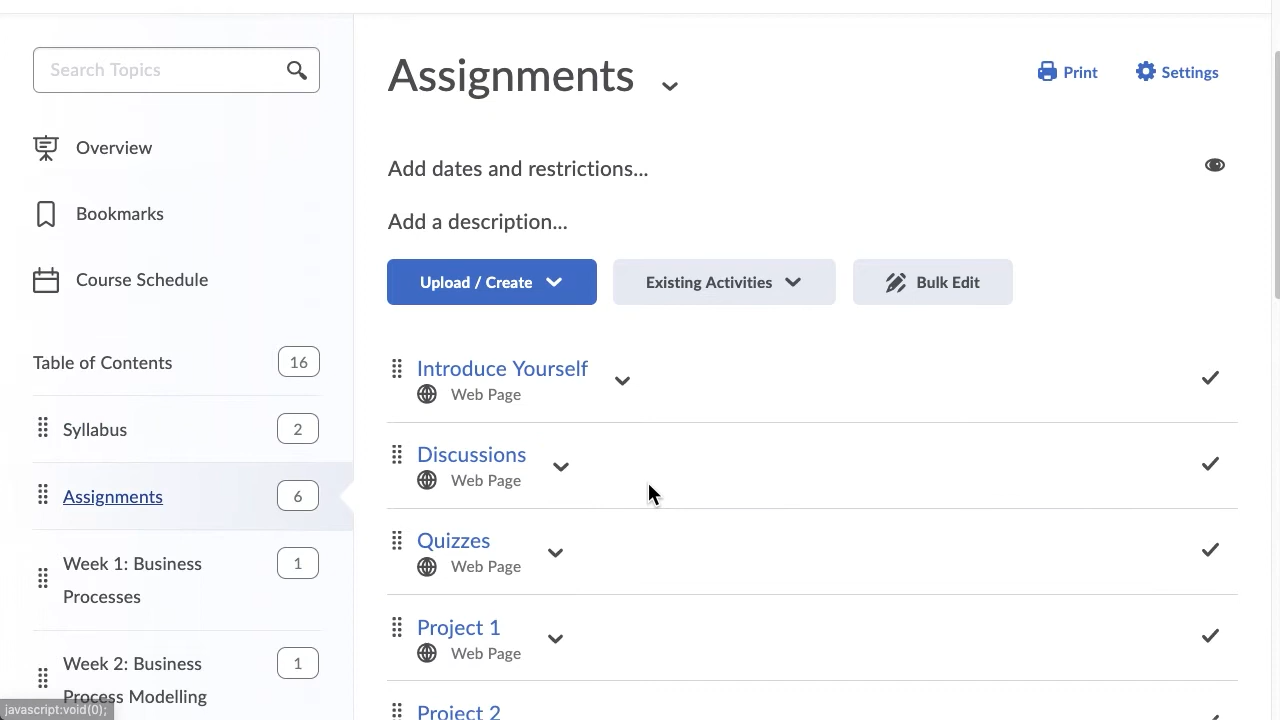 Search Topics
Overview
Bookmarks
Course Schedule
Table of Contents 16
Syllabus 2
Assignments 6
Week 1: Business 1
Processes
Week 2: Business 1
Process Modelling
javascript:void(0);
Assignments
Print
Settings
Add dates and restrictions...
Add a description...
Upload / Create
Existing Activities
Bulk Edit
Introduce Yourself
Web Page
Discussions
Web Page
Quizzes
Web Page
Project 1
Web Page
Project 2